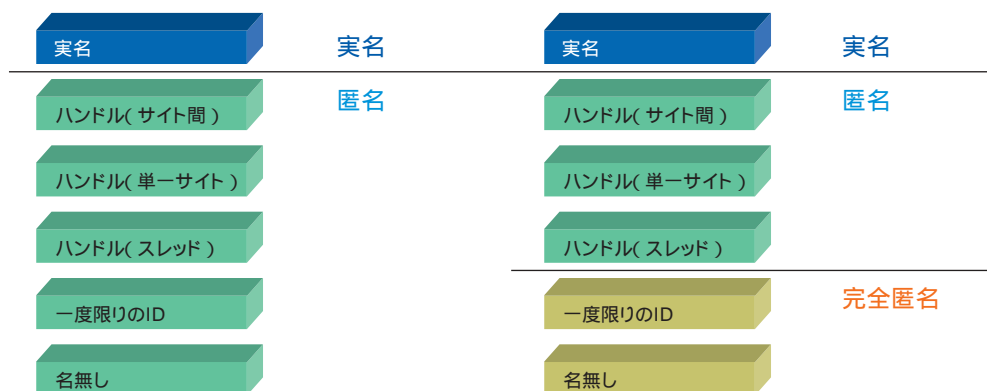 実名
実名
匿名
ハンドル( サイト間 )
ハンドル( 単一サイト )
ハンドル( スレッド )
一度限りのID
名無し
実名
実名
匿名
ハンドル( サイト間 )
ハンドル( 単一サイト )
ハンドル( スレッド )
完全匿名
一度限りのID
名無し